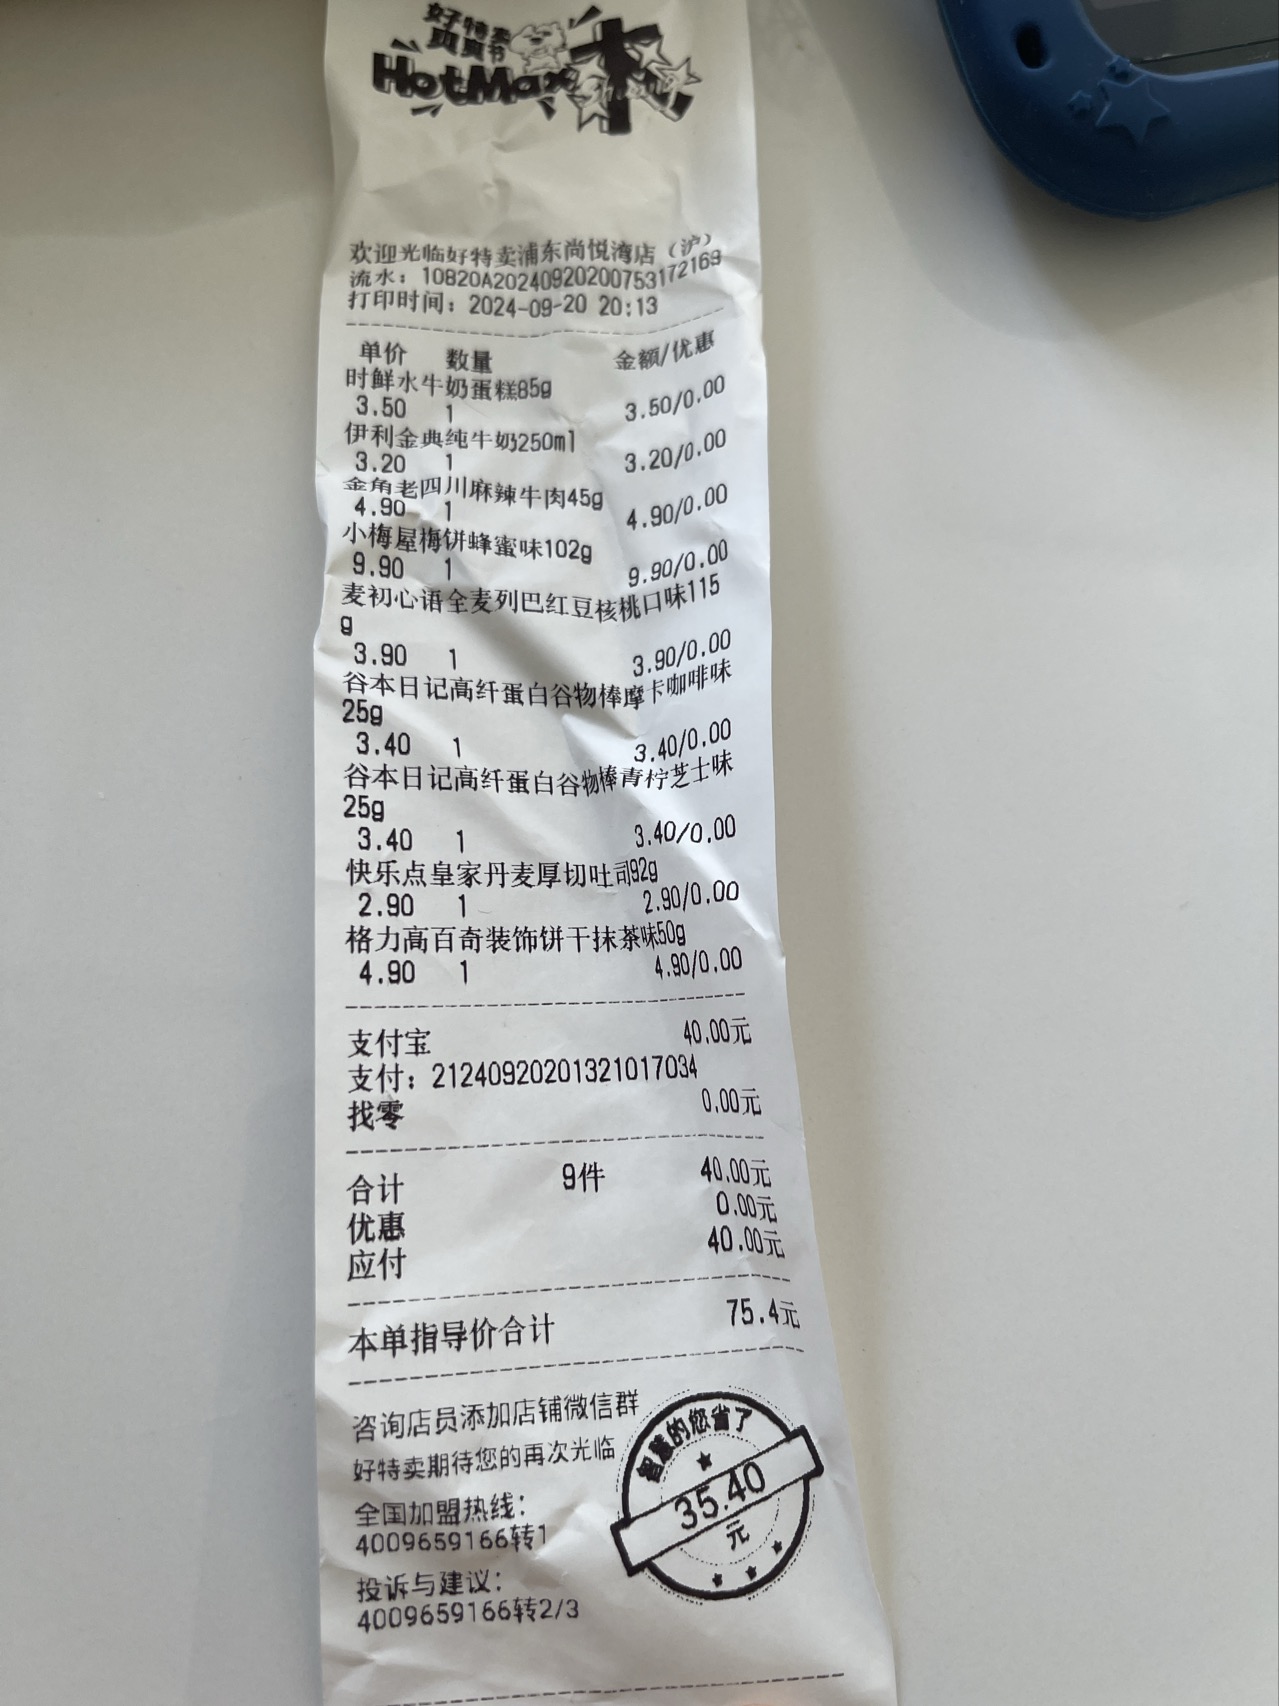 好特卖
HotMaxx
欢迎光临好特卖浦东尚悦湾店（沪）
流水：10820A20240920200753172169
打印时间：2024-09-20 20:13
单价 数量 金额/优惠
时鲜水牛奶蛋糕85g
3.50 1 3.50/0.00
伊利金典纯牛奶250ml
3.20 1 3.20/0.00
金角老四川麻辣牛肉45g
4.90 1 4.90/0.00
小梅屋梅饼蜂蜜味102g
9.90 1 9.90/0.00
麦初心语全麦列巴红豆核桃口味115
g
3.90 1 3.90/0.00
谷本日记高纤蛋白谷物棒摩卡咖啡味
25g
3.40 1 3.40/0.00
谷本日记高纤蛋白谷物棒青柠芝士味
25g
3.40 1 3.40/0.00
快乐点皇家丹麦厚切吐司92g
2.90 1 2.90/0.00
格力高百奇装饰饼干抹茶味50g
4.90 1 4.90/0.00
支付宝 40.00元
支付：21240920201321017034
找零 0.00元
合计 9件 40.00元
优惠 0.00元
应付 40.00元
本单指导价合计 75.4元
咨询店员添加店铺微信群
好特卖期待您的再次光临
全国加盟热线：
4009659166转1
投诉与建议：
4009659166转2/3
智慧的您省了
35.40
元